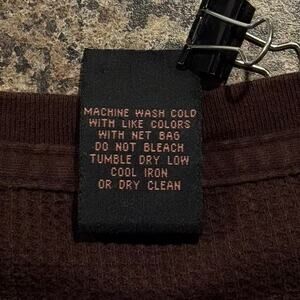 MACHINE WASH COLD
WITH LIKE COLORS
WITH NET BAG
DO NOT BLEACH
TUMBLE DRY LOW
COOL IRON
OR DRY CLEAN